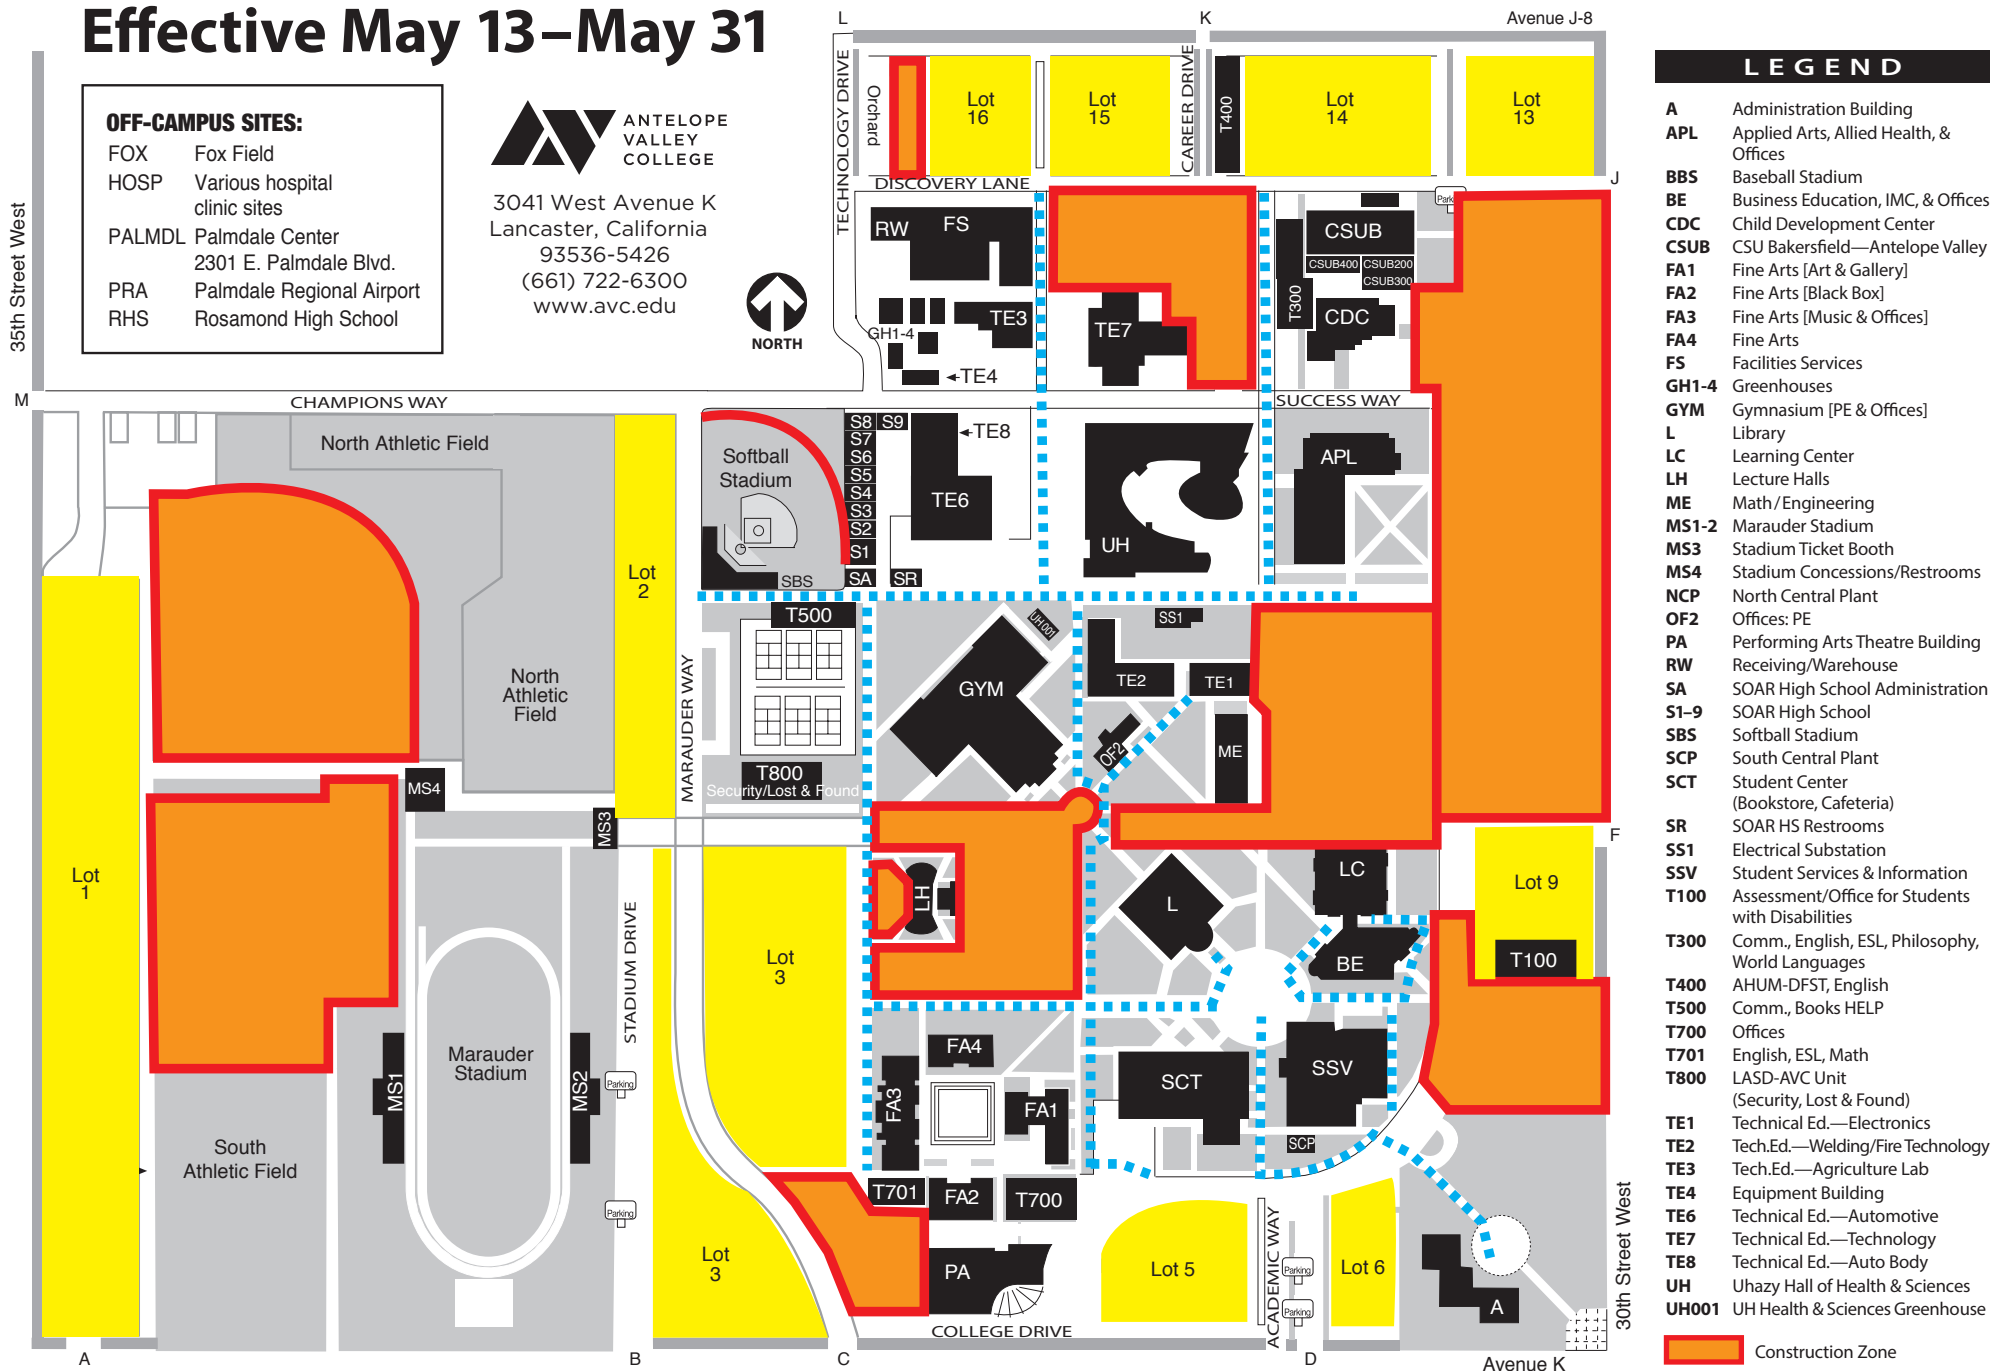 Effective May 13–May 31
OFF-CAMPUS SITES:
FOX Fox Field
HOSP Various hospital
clinic sites
PALMDL Palmdale Center
2301 E. Palmdale Blvd.
PRA Palmdale Regional Airport
RHS Rosamond High School
ANTELOPE
VALLEY
COLLEGE
3041 West Avenue K
Lancaster, California
93536-5426
(661) 722-6300
www.avc.edu
NORTH
35th Street West
L
K
Avenue J-8
TECHNOLOGY DRIVE
Orchard
Lot
16
Lot
15
CAREER DRIVE
T400
Lot
14
Lot
13
DISCOVERY LANE
J
RW
FS
CSUB
CSUB400
CSUB200
CSUB300
T300
CDC
GH1-4
TE3
TE4
TE7
M
CHAMPIONS WAY
SUCCESS WAY
North Athletic Field
Softball
Stadium
S8
S9
S7
S6
S5
S4
S3
S2
S1
SA
SR
SBS
TE8
TE6
UH
APL
Lot
2
North
Athletic
Field
MARAUDER WAY
T500
T800
Security/Lost & Found
UH001
GYM
SS1
TE2
TE1
OF2
ME
MS4
MS3
F
Lot
1
Lot
3
LH
L
LC
BE
Lot 9
T100
STADIUM DRIVE
Marauder
Stadium
MS1
MS2
Parking
Parking
FA4
FA3
FA1
SCT
SSV
SCP
South
Athletic Field
T701
FA2
T700
Lot
3
PA
Lot 5
ACADEMIC WAY
Parking
Parking
Lot 6
A
30th Street West
COLLEGE DRIVE
A
B
C
D
Avenue K
LEGEND
A Administration Building
APL Applied Arts, Allied Health, &
Offices
BBS Baseball Stadium
BE Business Education, IMC, & Offices
CDC Child Development Center
CSUB CSU Bakersfield—Antelope Valley
FA1 Fine Arts [Art & Gallery]
FA2 Fine Arts [Black Box]
FA3 Fine Arts [Music & Offices]
FA4 Fine Arts
FS Facilities Services
GH1-4 Greenhouses
GYM Gymnasium [PE & Offices]
L Library
LC Learning Center
LH Lecture Halls
ME Math/Engineering
MS1-2 Marauder Stadium
MS3 Stadium Ticket Booth
MS4 Stadium Concessions/Restrooms
NCP North Central Plant
OF2 Offices: PE
PA Performing Arts Theatre Building
RW Receiving/Warehouse
SA SOAR High School Administration
S1–9 SOAR High School
SBS Softball Stadium
SCP South Central Plant
SCT Student Center
(Bookstore, Cafeteria)
SR SOAR HS Restrooms
SS1 Electrical Substation
SSV Student Services & Information
T100 Assessment/Office for Students
with Disabilities
T300 Comm., English, ESL, Philosophy,
World Languages
T400 AHUM-DFST, English
T500 Comm., Books HELP
T700 Offices
T701 English, ESL, Math
T800 LASD-AVC Unit
(Security, Lost & Found)
TE1 Technical Ed.—Electronics
TE2 Tech.Ed.—Welding/Fire Technology
TE3 Tech.Ed.—Agriculture Lab
TE4 Equipment Building
TE6 Technical Ed.—Automotive
TE7 Technical Ed.—Technology
TE8 Technical Ed.—Auto Body
UH Uhazy Hall of Health & Sciences
UH001 UH Health & Sciences Greenhouse
Construction Zone